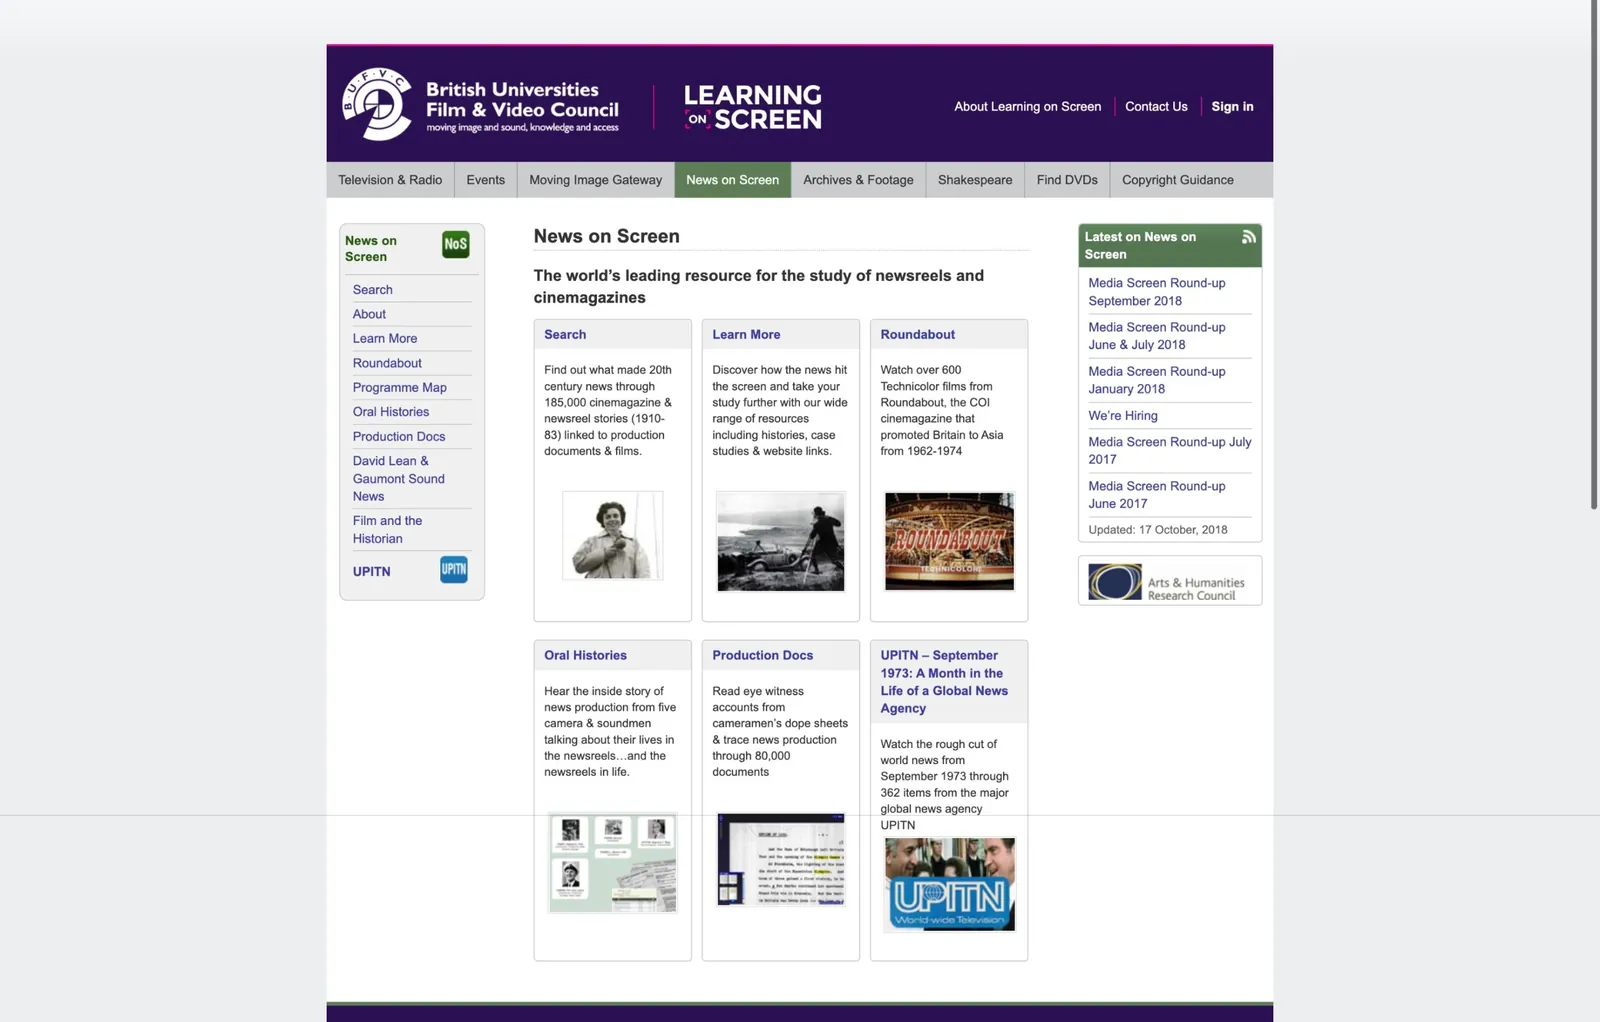 B·U·F·V·C
British Universities
Film & Video Council
moving image and sound, knowledge and access
LEARNING
ON SCREEN
About Learning on Screen
Contact Us
Sign in
Television & Radio
Events
Moving Image Gateway
News on Screen
Archives & Footage
Shakespeare
Find DVDs
Copyright Guidance
News on
Screen
NoS
Search
About
Learn More
Roundabout
Programme Map
Oral Histories
Production Docs
David Lean &
Gaumont Sound
News
Film and the
Historian
UPITN
UPITN
News on Screen
The world’s leading resource for the study of newsreels and
cinemagazines
Search
Find out what made 20th
century news through
185,000 cinemagazine &
newsreel stories (1910-
83) linked to production
documents & films.
Learn More
Discover how the news hit
the screen and take your
study further with our wide
range of resources
including histories, case
studies & website links.
Roundabout
Watch over 600
Technicolor films from
Roundabout, the COI
cinemagazine that
promoted Britain to Asia
from 1962-1974
ROUNDABOUT
TECHNICOLOR
Oral Histories
Hear the inside story of
news production from five
camera & soundmen
talking about their lives in
the newsreels…and the
newsreels in life.
Production Docs
Read eye witness
accounts from
cameramen’s dope sheets
& trace news production
through 80,000
documents
UPITN – September
1973: A Month in the
Life of a Global News
Agency
Watch the rough cut of
world news from
September 1973 through
362 items from the major
global news agency
UPITN
UPITN
World-wide Television
Latest on News on
Screen
Media Screen Round-up
September 2018
Media Screen Round-up
June & July 2018
Media Screen Round-up
January 2018
We’re Hiring
Media Screen Round-up July
2017
Media Screen Round-up
June 2017
Updated: 17 October, 2018
Arts & Humanities
Research Council